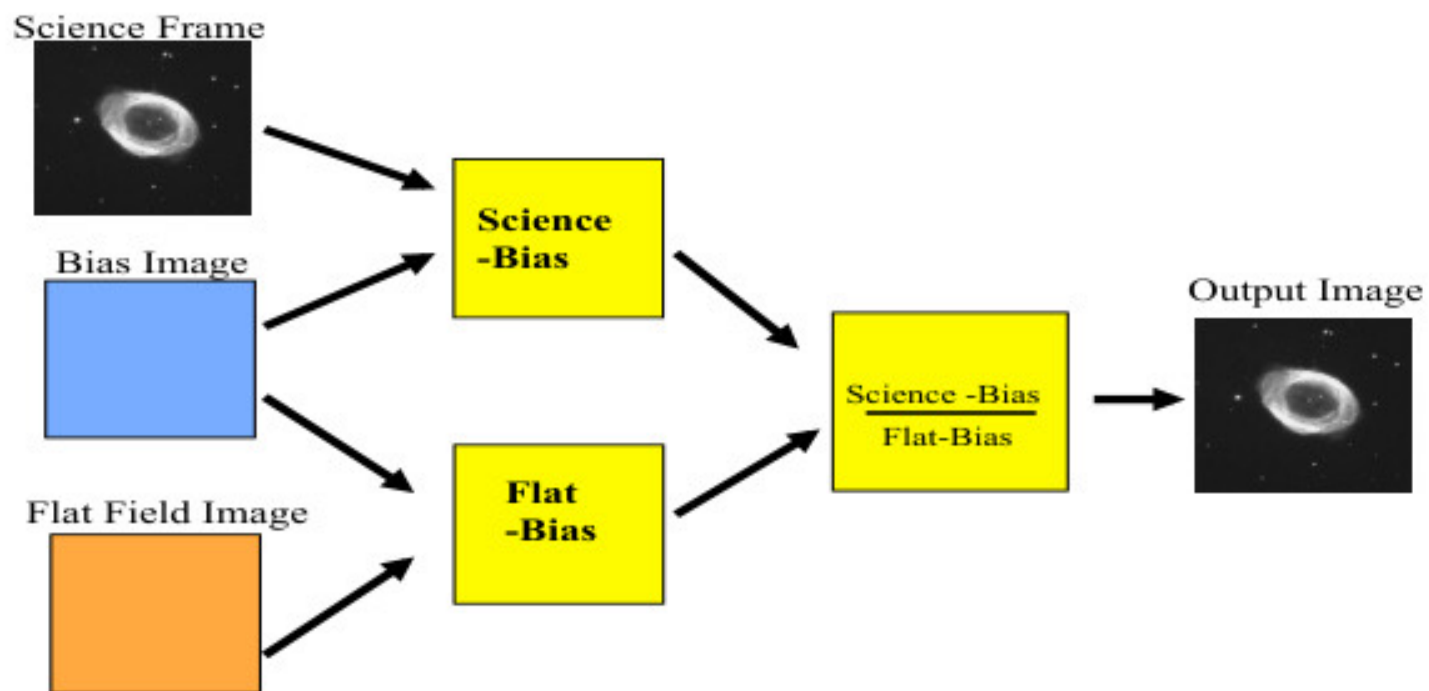 Science Frame
Bias Image
Flat Field Image
Science
-Bias
Flat
-Bias
Science -Bias
Flat-Bias
Output Image